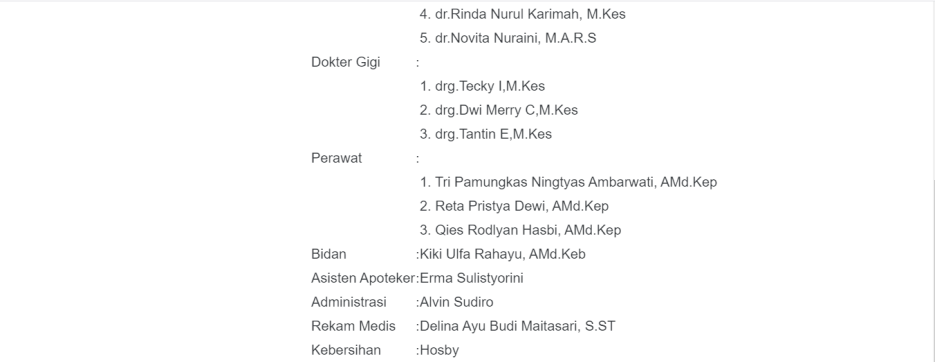 4. dr.Rinda Nurul Karimah, M.Kes
5. dr.Novita Nuraini, M.A.R.S
Dokter Gigi :
1. drg.Tecky I,M.Kes
2. drg.Dwi Merry C,M.Kes
3. drg.Tantin E,M.Kes
Perawat :
1. Tri Pamungkas Ningtyas Ambarwati, AMd.Kep
2. Reta Pristya Dewi, AMd.Kep
3. Qies Rodlyan Hasbi, AMd.Kep
Bidan :Kiki Ulfa Rahayu, AMd.Keb
Asisten Apoteker:Erma Sulistyorini
Administrasi :Alvin Sudiro
Rekam Medis :Delina Ayu Budi Maitasari, S.ST
Kebersihan :Hosby